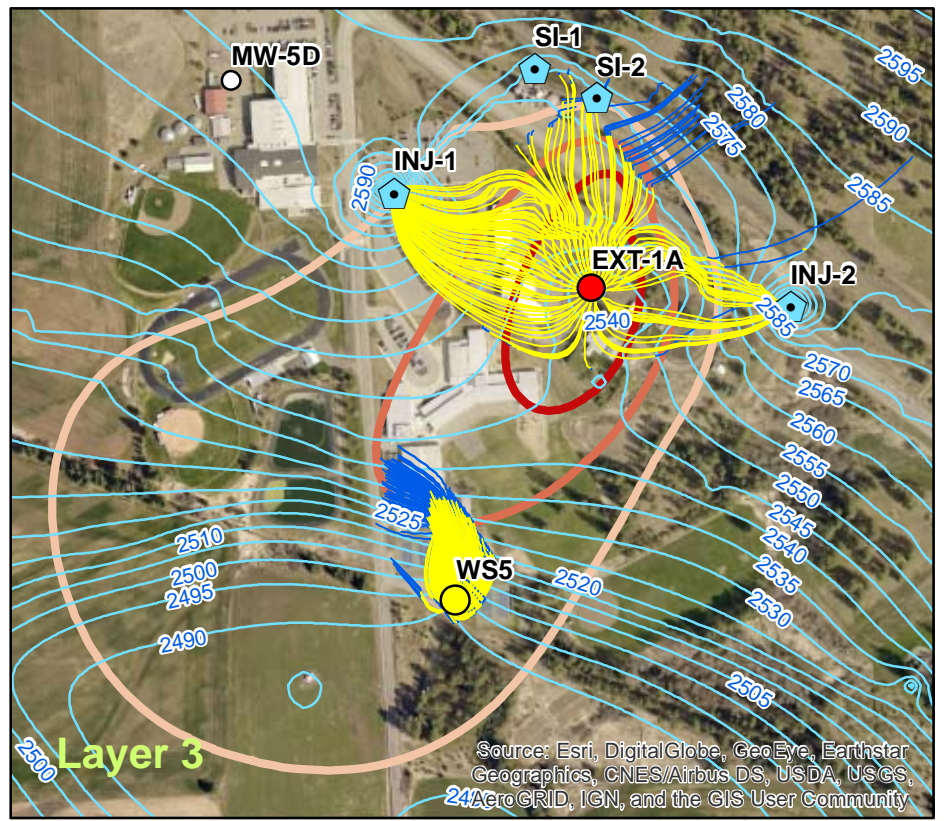 SI-1
MW-5D
SI-2
2595
2580
2590
2575
INJ-1
2590
2585
EXT-1A
INJ-2
2585
2540
2570
2565
2560
2555
2550
2525
2545
2510
2540
2500
WS5
2520
2535
2495
2530
2490
2505
Layer 3
2500
Source: Esri, DigitalGlobe, GeoEye, Earthstar
Geographics, CNES/Airbus DS, USDA, USGS,
AeroGRID, IGN, and the GIS User Community